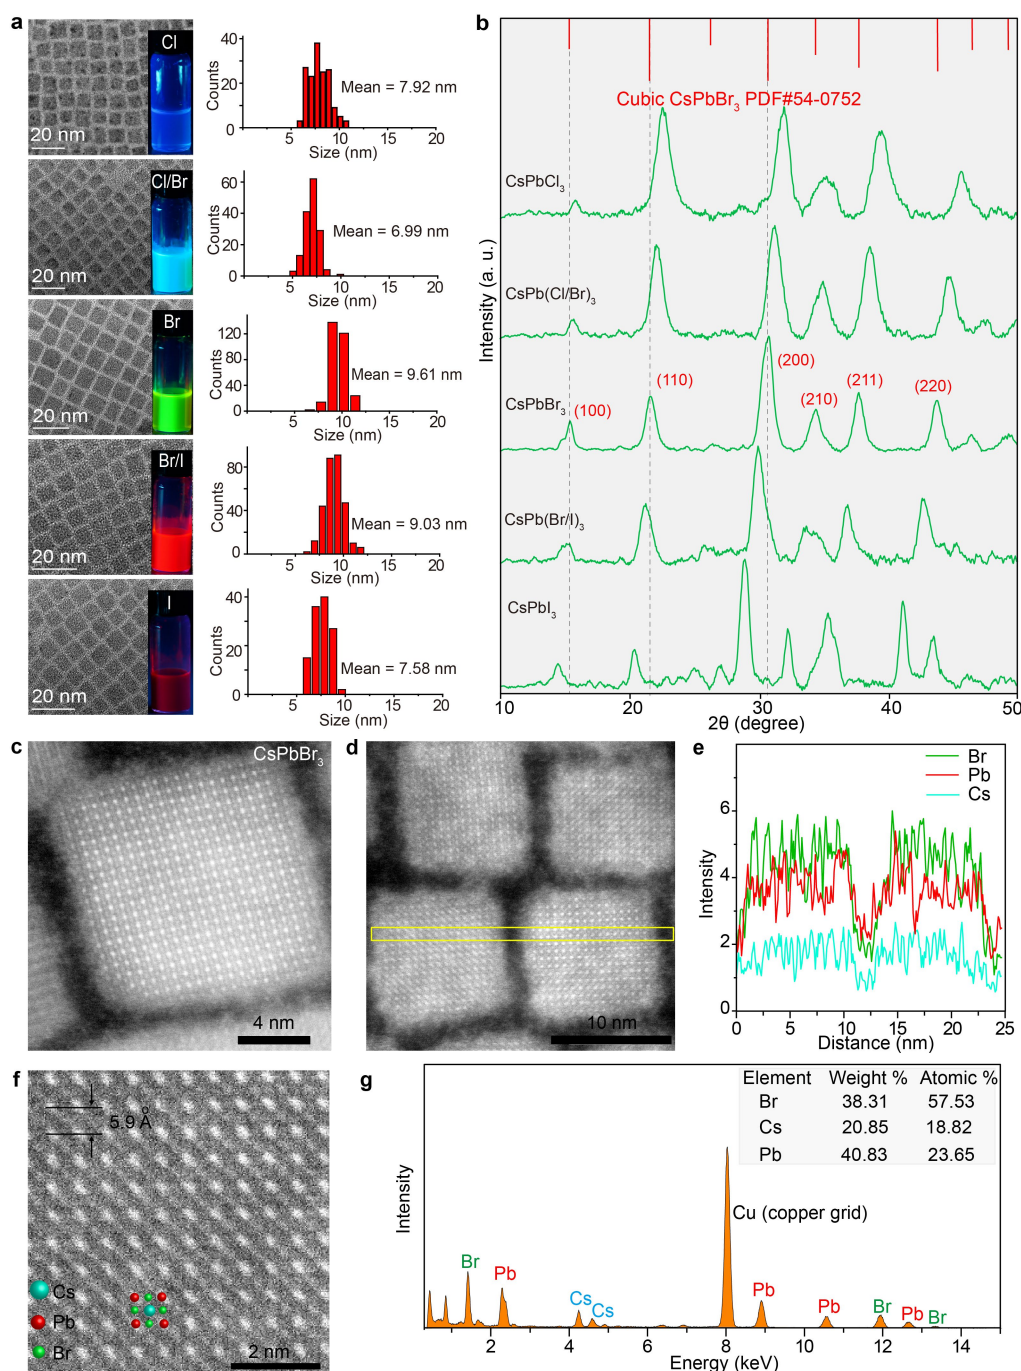 a
Cl
20 nm
Counts
40
20
0
Mean = 7.92 nm
5 10 15 20
Size (nm)
Cl/Br
20 nm
Counts
60
40
20
0
Mean = 6.99 nm
5 10 15 20
Size (nm)
Br
20 nm
Counts
120
80
40
0
Mean = 9.61 nm
5 10 15 20
Size (nm)
Br/I
20 nm
Counts
80
40
0
Mean = 9.03 nm
5 10 15 20
Size (nm)
I
20 nm
Counts
40
20
0
Mean = 7.58 nm
5 10 15 20
Size (nm)
b
Cubic CsPbBr3 PDF#54-0752
CsPbCl3
CsPb(Cl/Br)3
CsPbBr3
(100)
(110)
(200)
(210)
(211)
(220)
CsPb(Br/I)3
CsPbI3
Intensity (a. u.)
10 20 30 40 50
2θ (degree)
c
CsPbBr3
4 nm
d
10 nm
e
Br
Pb
Cs
Intensity
6
4
2
0
0 5 10 15 20 25
Distance (nm)
f
5.9 Å
Cs
Pb
Br
2 nm
g
Element Weight % Atomic %
Br 38.31 57.53
Cs 20.85 18.82
Pb 40.83 23.65
Intensity
Cu (copper grid)
Br
Pb
Cs
Cs
Pb
Pb
Br
Pb
Br
2 4 6 8 10 12 14
Energy (keV)